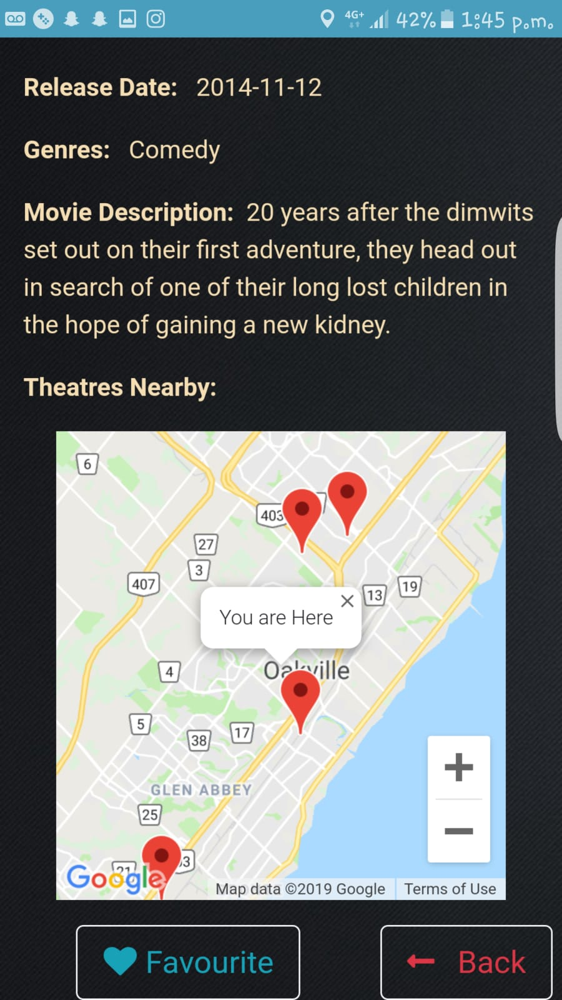 4G+ 42% 1:45 p.m.
Release Date: 2014-11-12
Genres: Comedy
Movie Description: 20 years after the dimwits
set out on their first adventure, they head out
in search of one of their long lost children in
the hope of gaining a new kidney.
Theatres Nearby:
6
403
27
3
407
13
19
You are Here
Oakville
4
5
38
17
GLEN ABBEY
25
21
Google
Map data ©2019 Google
Terms of Use
Favourite
Back